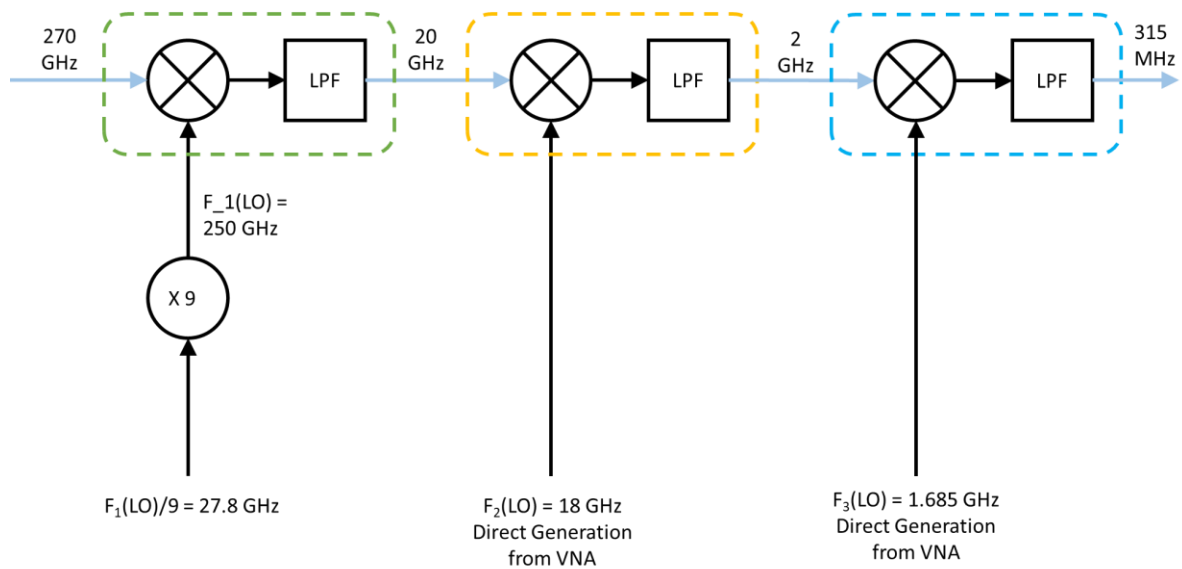 270
GHz
LPF
20
GHz
LPF
2
GHz
LPF
315
MHz
F_1(LO) =
250 GHz
X 9
F₁(LO)/9 = 27.8 GHz
F₂(LO) = 18 GHz
Direct Generation
from VNA
F₃(LO) = 1.685 GHz
Direct Generation
from VNA